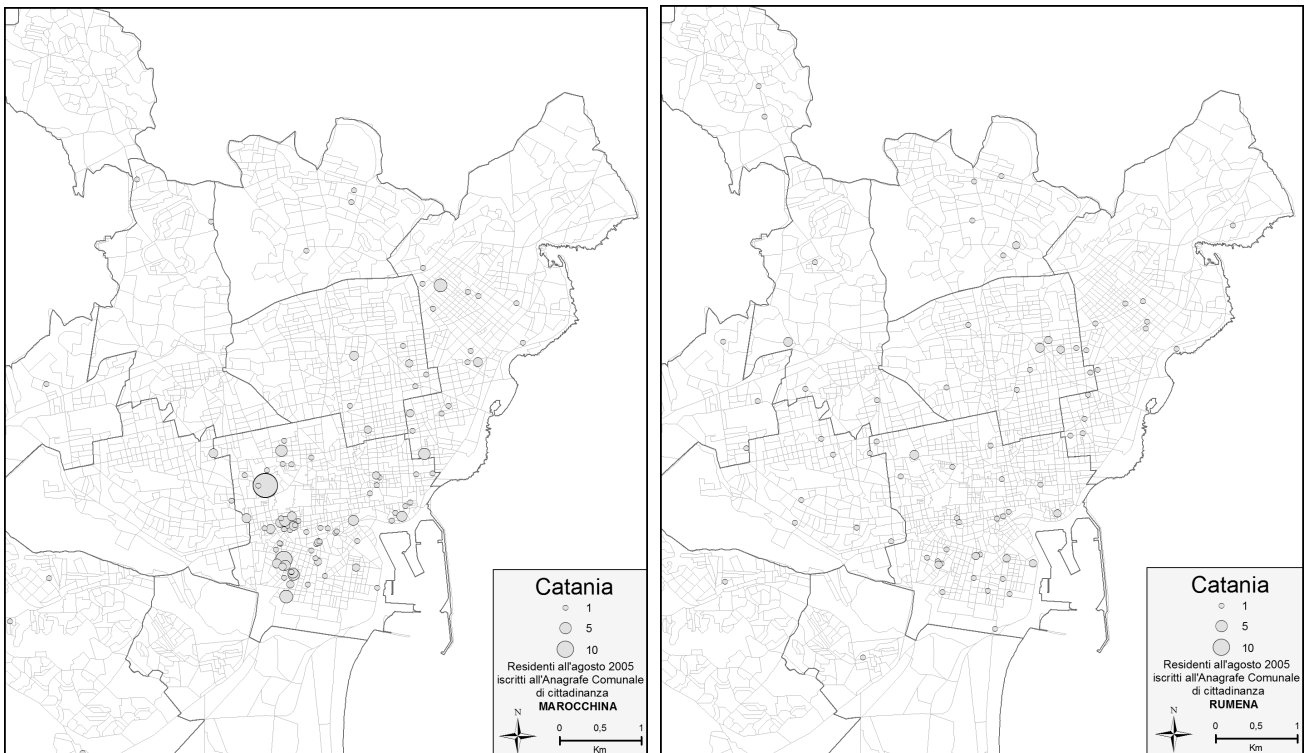 Catania
1
5
10
Residenti all'agosto 2005
iscritti all'Anagrafe Comunale
di cittadinanza
MAROCCHINA
N
0 0,5 1
Km
Catania
1
5
10
Residenti all'agosto 2005
iscritti all'Anagrafe Comunale
di cittadinanza
RUMENA
N
0 0,5 1
Km